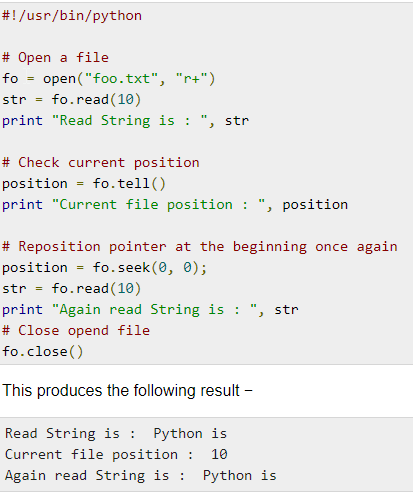 #!/usr/bin/python
# Open a file
fo = open("foo.txt", "r+")
str = fo.read(10)
print "Read String is : ", str
# Check current position
position = fo.tell()
print "Current file position : ", position
# Reposition pointer at the beginning once again
position = fo.seek(0, 0);
str = fo.read(10)
print "Again read String is : ", str
# Close opend file
fo.close()
This produces the following result −
Read String is :  Python is
Current file position :  10
Again read String is :  Python is